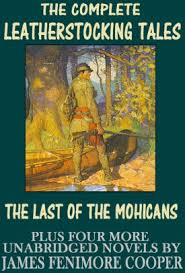 THE COMPLETE
LEATHERSTOCKING TALES
THE LAST OF THE MOHICANS
PLUS FOUR MORE
UNABRIDGED NOVELS BY
JAMES FENIMORE COOPER